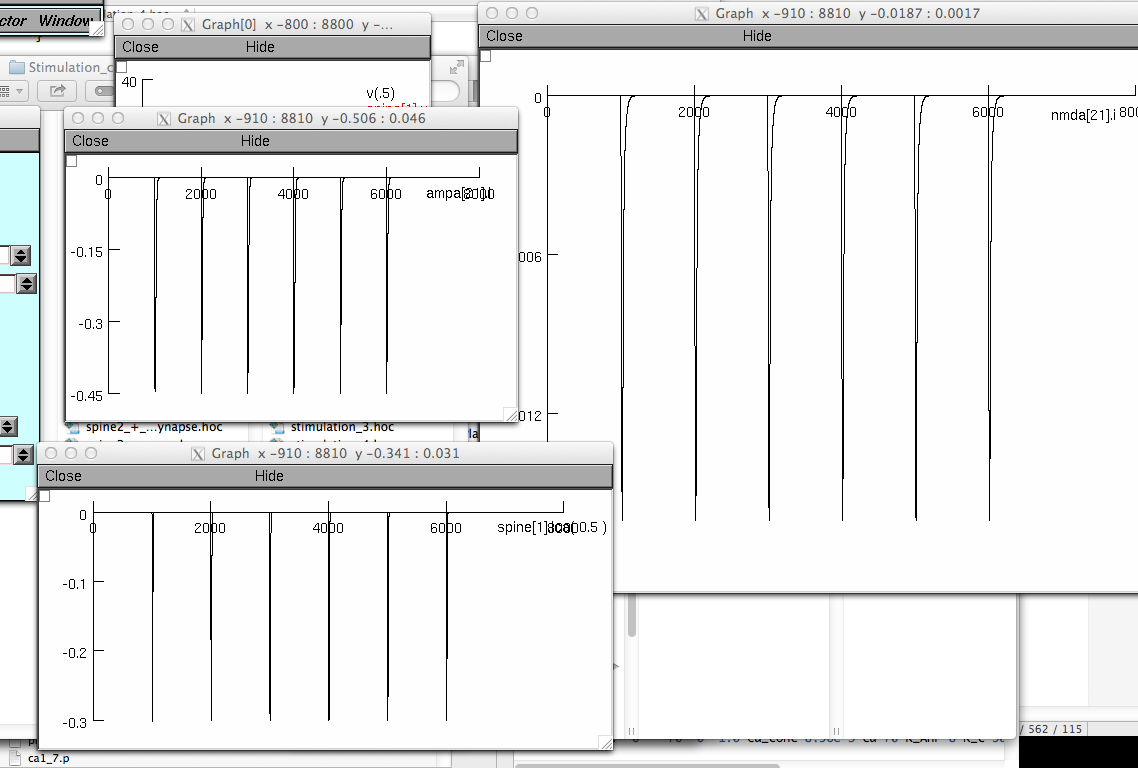 ctor Window
Graph[0] x -800 : 8800 y -...
Close Hide
Stimulation_c
40
v(.5)
Graph x -910 : 8810 y -0.0187 : 0.0017
Close Hide
0
2000 4000 6000 800
nmda[21].i
006
012
Graph x -910 : 8810 y -0.506 : 0.046
Close Hide
0
0 2000 4000 6000 8000
ampa[21].i
-0.15
-0.3
-0.45
spine2_+_...ynapse.hoc stimulation_3.hoc
Graph x -910 : 8810 y -0.341 : 0.031
Close Hide
0
0 2000 4000 6000
spine[1].ica( 0.5 )
-0.1
-0.2
-0.3
/ 562 / 115
ca1_7.p